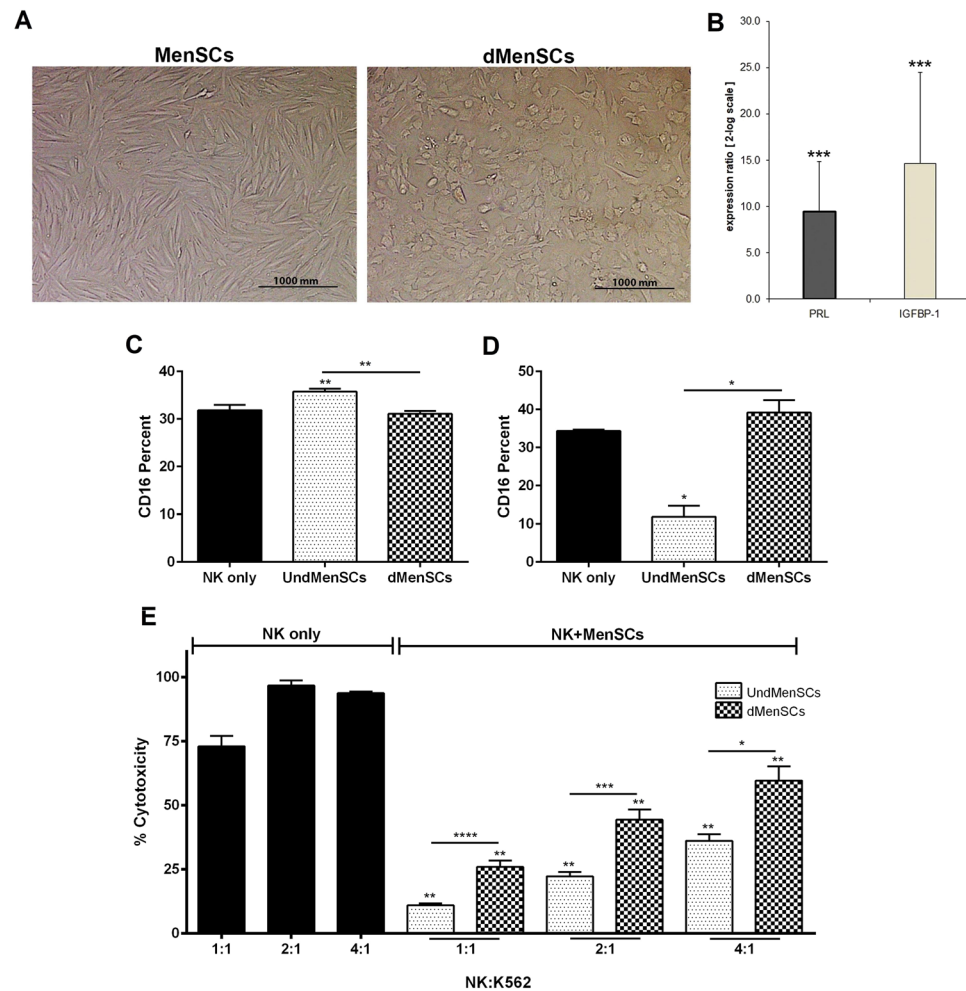 A
MenSCs
dMenSCs
1000 mm
1000 mm
B
expression ratio [ 2-log scale ]
30.0
25.0
20.0
15.0
10.0
5.0
0.0
***
***
PRL
IGFBP-1
C
CD16 Percent
40
30
20
10
0
**
**
NK only
UndMenSCs
dMenSCs
D
CD16 Percent
50
40
30
20
10
0
*
*
NK only
UndMenSCs
dMenSCs
E
NK only
NK+MenSCs
% Cytotoxicity
100
75
50
25
0
UndMenSCs
dMenSCs
****
**
**
***
**
**
*
**
**
1:1
2:1
4:1
1:1
2:1
4:1
NK:K562